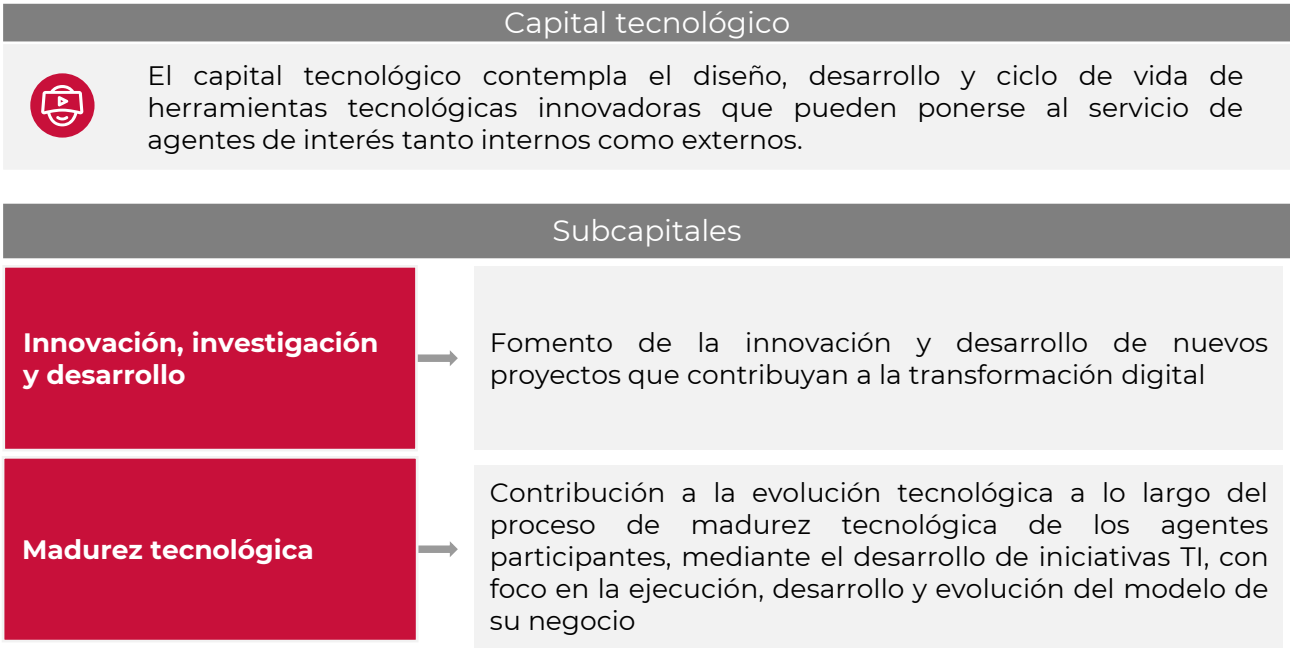 Capital tecnológico
El capital tecnológico contempla el diseño, desarrollo y ciclo de vida de
herramientas tecnológicas innovadoras que pueden ponerse al servicio de
agentes de interés tanto internos como externos.
Subcapitales
Innovación, investigación
y desarrollo
Fomento de la innovación y desarrollo de nuevos
proyectos que contribuyan a la transformación digital
Madurez tecnológica
Contribución a la evolución tecnológica a lo largo del
proceso de madurez tecnológica de los agentes
participantes, mediante el desarrollo de iniciativas TI, con
foco en la ejecución, desarrollo y evolución del modelo de
su negocio